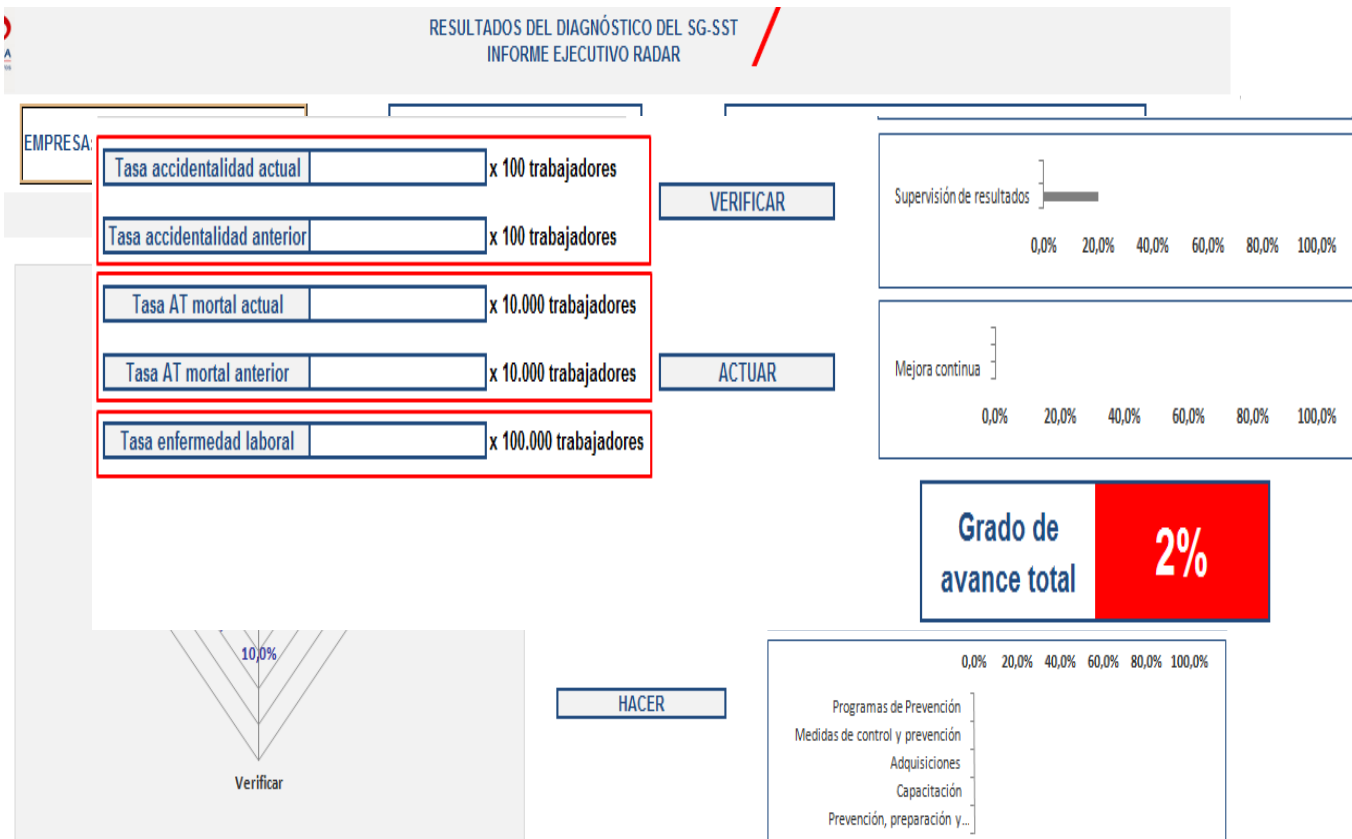 RESULTADOS DEL DIAGNÓSTICO DEL SG-SST
INFORME EJECUTIVO RADAR
EMPRESA:
Tasa accidentalidad actual x 100 trabajadores
Tasa accidentalidad anterior x 100 trabajadores
Tasa AT mortal actual x 10.000 trabajadores
Tasa AT mortal anterior x 10.000 trabajadores
Tasa enfermedad laboral x 100.000 trabajadores
VERIFICAR
Supervisión de resultados
0,0% 20,0% 40,0% 60,0% 80,0% 100,0%
ACTUAR
Mejora continua
0,0% 20,0% 40,0% 60,0% 80,0% 100,0%
Grado de
avance total
2%
10,0%
Verificar
HACER
0,0% 20,0% 40,0% 60,0% 80,0% 100,0%
Programas de Prevención
Medidas de control y prevención
Adquisiciones
Capacitación
Prevención, preparación y...